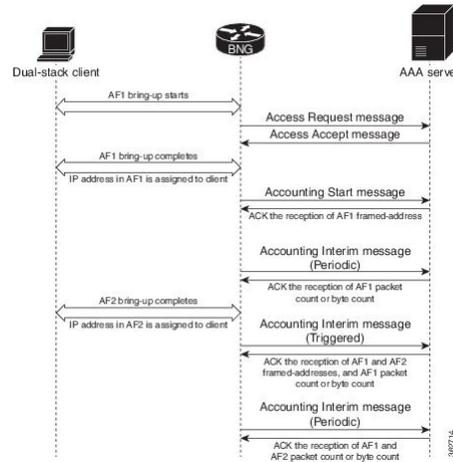 BNG
Dual-stack client
AAA serve
AF1 bring-up starts
Access Request message
Access Accept message
AF1 bring-up completes
IP address in AF1 is assigned to client
Accounting Start message
ACK the reception of AF1 framed-address
Accounting Interim message
(Periodic)
ACK the reception of AF1 packet
count or byte count
AF2 bring-up completes
IP address in AF2 is assigned to client
Accounting Interim message
(Triggered)
ACK the reception of AF1 and AF2
framed-addresses, and AF1 packet
count or byte count
Accounting Interim message
(Periodic)
ACK the reception of AF1 and
AF2 packet count or byte count